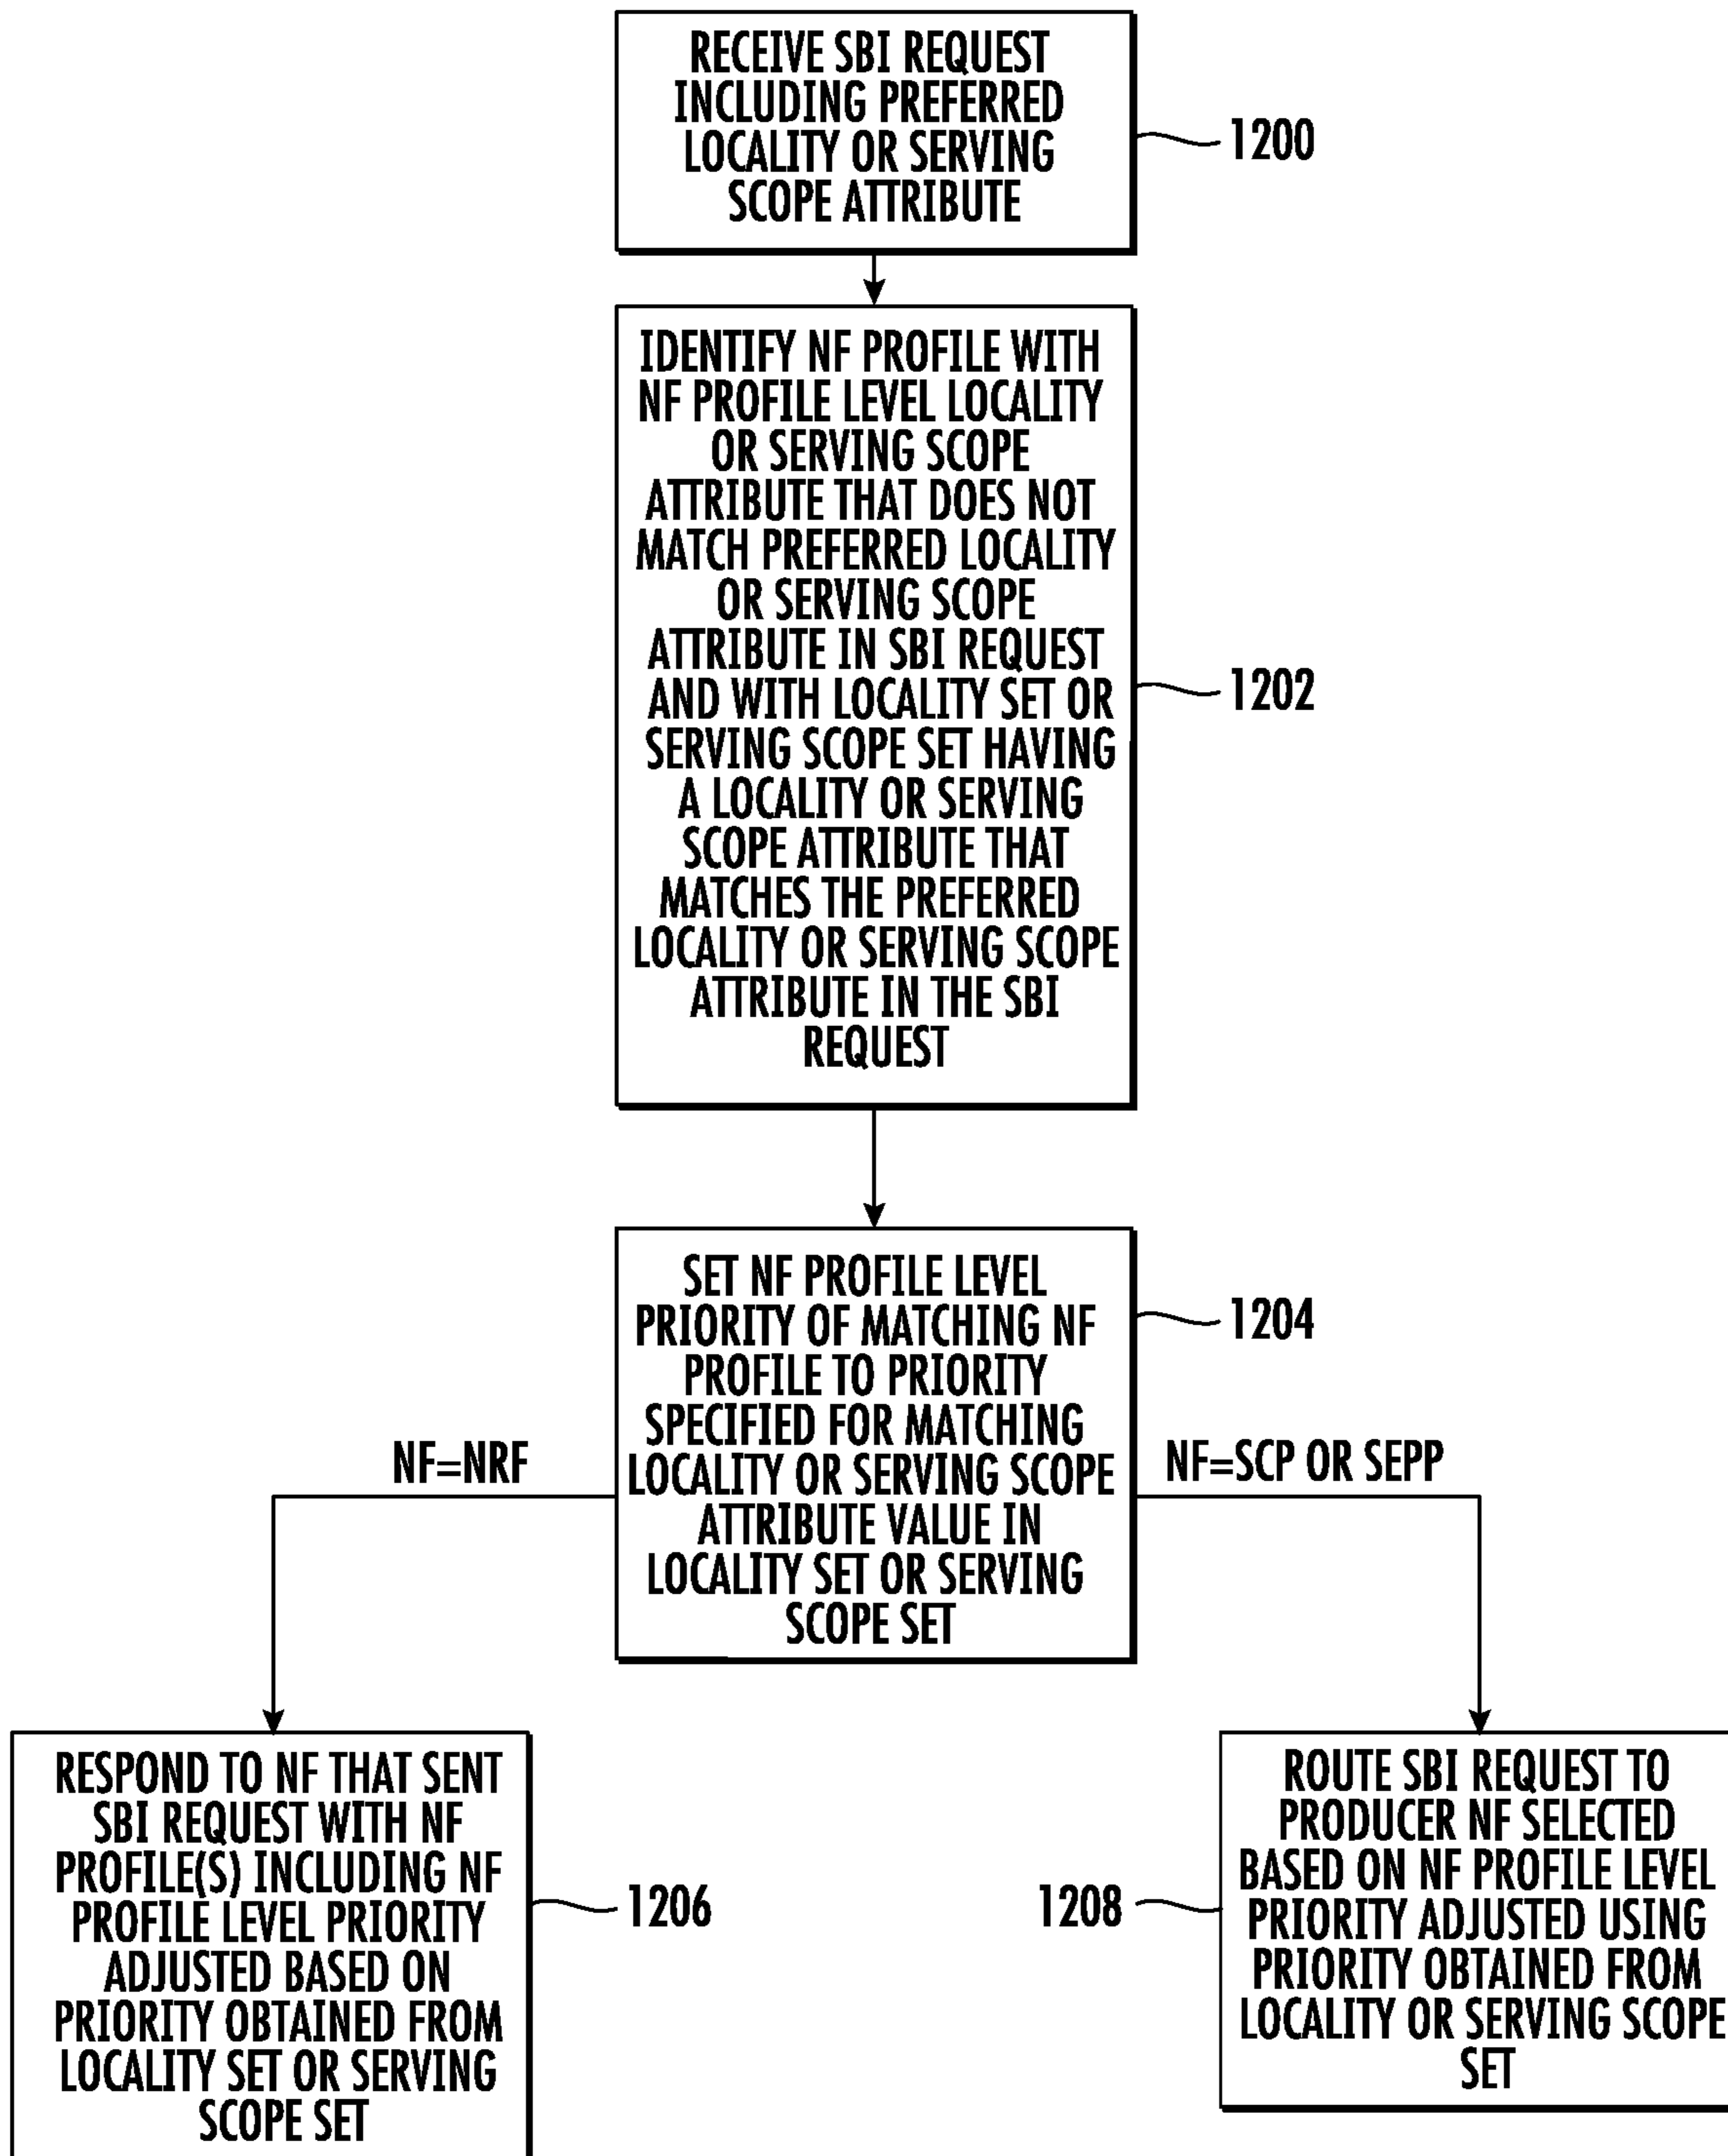 RECEIVE SBI REQUEST
INCLUDING PREFERRED
LOCALITY OR SERVING
SCOPE ATTRIBUTE
1200
IDENTIFY NF PROFILE WITH
NF PROFILE LEVEL LOCALITY
OR SERVING SCOPE
ATTRIBUTE THAT DOES NOT
MATCH PREFERRED LOCALITY
OR SERVING SCOPE
ATTRIBUTE IN SBI REQUEST
AND WITH LOCALITY SET OR
SERVING SCOPE SET HAVING
A LOCALITY OR SERVING
SCOPE ATTRIBUTE THAT
MATCHES THE PREFERRED
LOCALITY OR SERVING SCOPE
ATTRIBUTE IN THE SBI
REQUEST
1202
SET NF PROFILE LEVEL
PRIORITY OF MATCHING NF
PROFILE TO PRIORITY
SPECIFIED FOR MATCHING
LOCALITY OR SERVING SCOPE
ATTRIBUTE VALUE IN
LOCALITY SET OR SERVING
SCOPE SET
1204
NF=NRF
NF=SCP OR SEPP
RESPOND TO NF THAT SENT
SBI REQUEST WITH NF
PROFILE(S) INCLUDING NF
PROFILE LEVEL PRIORITY
ADJUSTED BASED ON
PRIORITY OBTAINED FROM
LOCALITY SET OR SERVING
SCOPE SET
1206
1208
ROUTE SBI REQUEST TO
PRODUCER NF SELECTED
BASED ON NF PROFILE LEVEL
PRIORITY ADJUSTED USING
PRIORITY OBTAINED FROM
LOCALITY OR SERVING SCOPE
SET